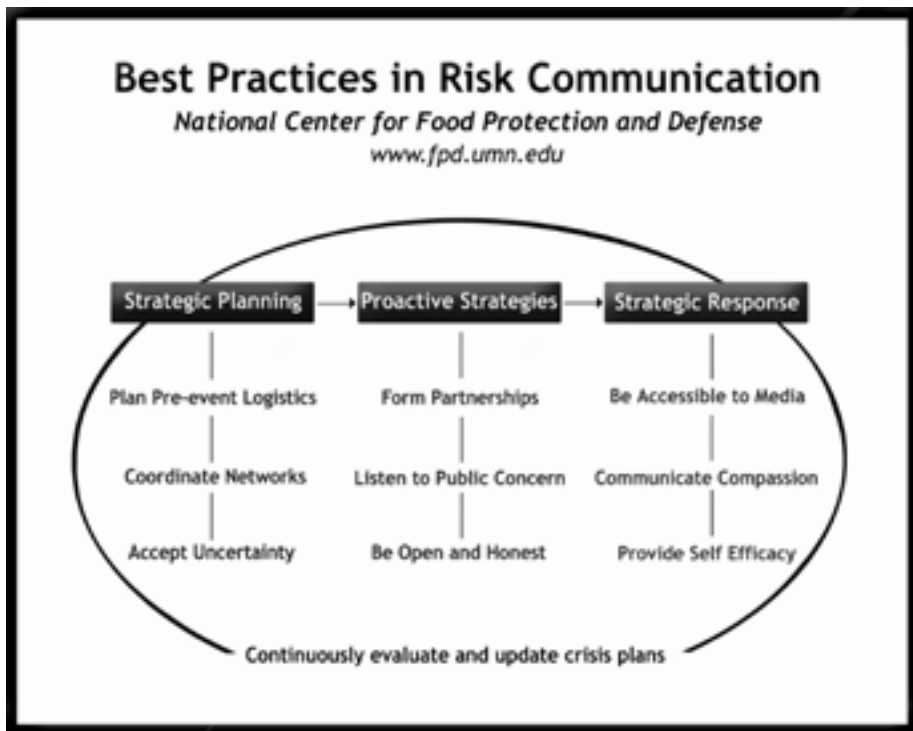 Best Practices in Risk Communication
National Center for Food Protection and Defense
www.fpd.umn.edu
Strategic Planning
Proactive Strategies
Strategic Response
Plan Pre-event Logistics
Form Partnerships
Be Accessible to Media
Coordinate Networks
Listen to Public Concern
Communicate Compassion
Accept Uncertainty
Be Open and Honest
Provide Self Efficacy
Continuously evaluate and update crisis plans